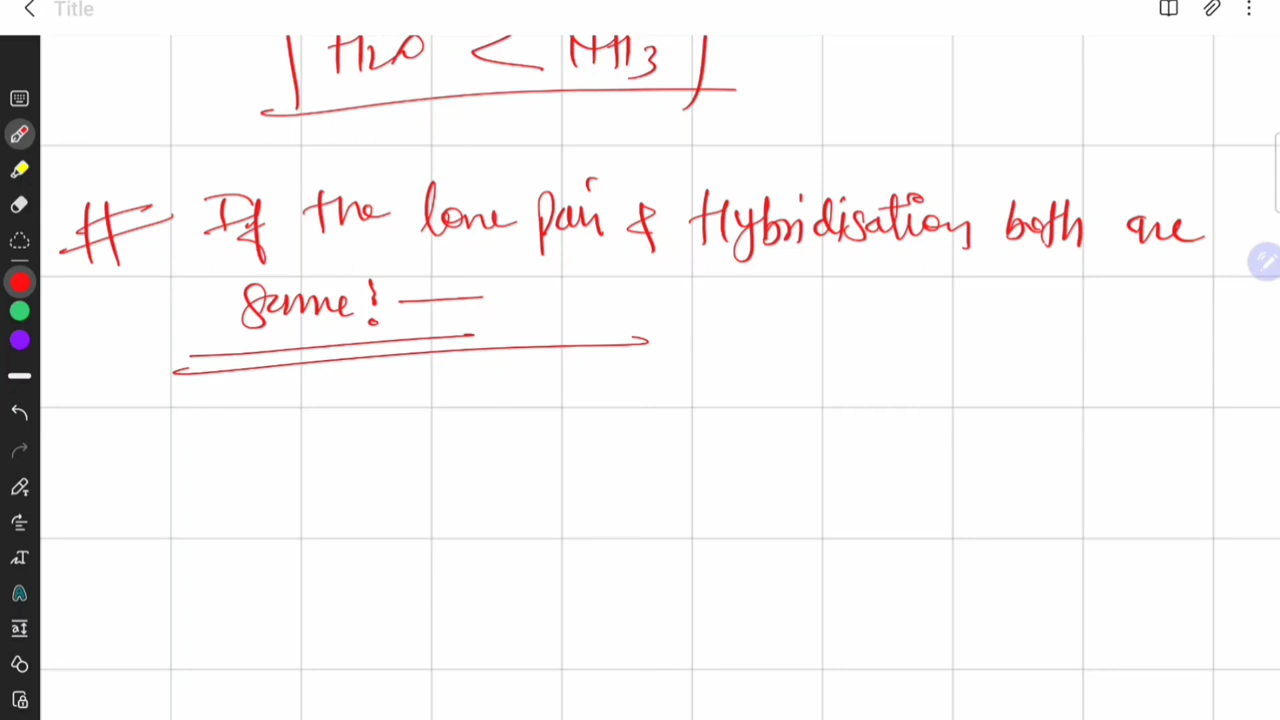 Title
H2O < NH3
# If the lone pair & Hybridisation both are
same! —